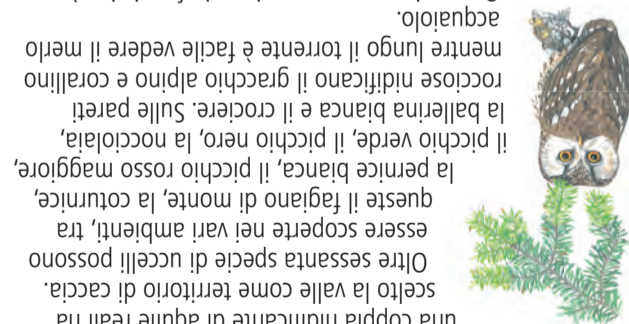 una coppia nidificante di aquile reali ha
scelto la valle come territorio di caccia.
Oltre sessanta specie di uccelli possono
essere scoperte nei vari ambienti, tra
queste il fagiano di monte, la coturnice,
la pernice bianca, il picchio rosso maggiore,
il picchio verde, il picchio nero, la nocciolaia,
la ballerina bianca e il crociere. Sulle pareti
rocciose nidificano il gracchio alpino e corallino
mentre lungo il torrente è facile vedere il merlo
acquaiolo.